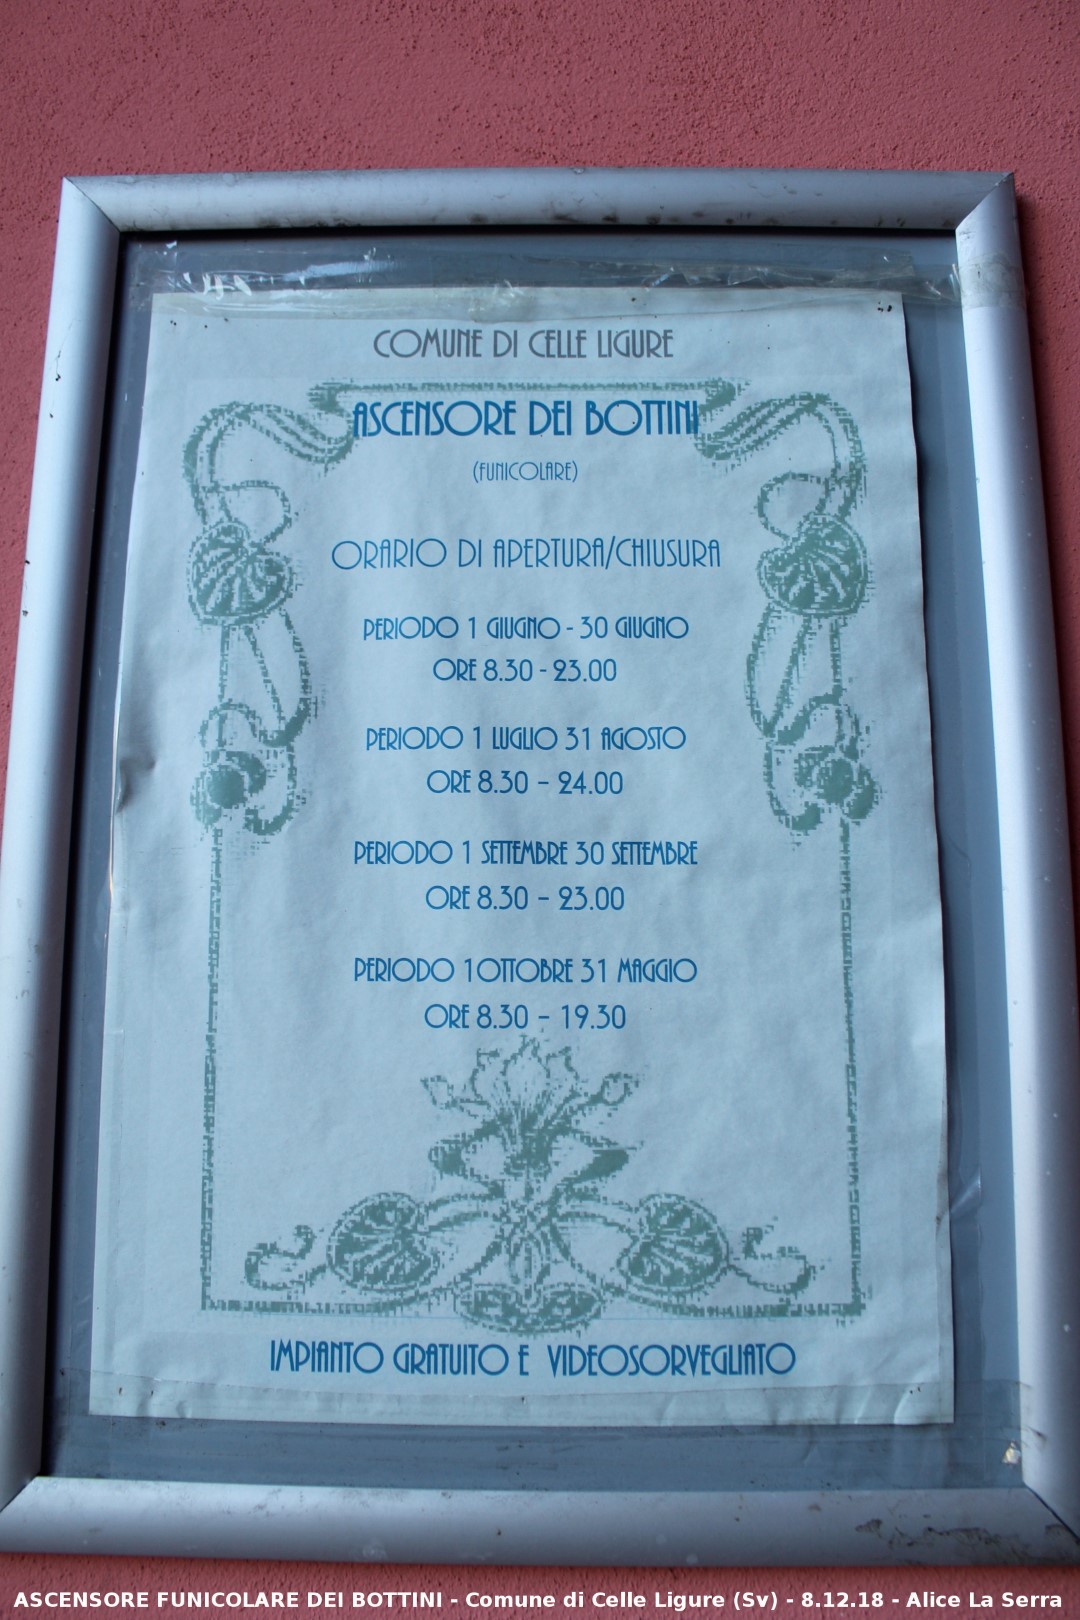 COMUNE DI CELLE LIGURE
ASCENSORE DEI BOTTINI
(FUNICOLARE)
ORARIO DI APERTURA/CHIUSURA
PERIODO 1 GIUGNO - 30 GIUGNO
ORE 8.30 - 23.00
PERIODO 1 LUGLIO 31 AGOSTO
ORE 8.30 – 24.00
PERIODO 1 SETTEMBRE 30 SETTEMBRE
ORE 8.30 – 23.00
PERIODO 1OTTOBRE 31 MAGGIO
ORE 8.30 – 19.30
IMPIANTO GRATUITO E VIDEOSORVEGLIATO
ASCENSORE FUNICOLARE DEI BOTTINI - Comune di Celle Ligure (Sv) - 8.12.18 - Alice La Serra